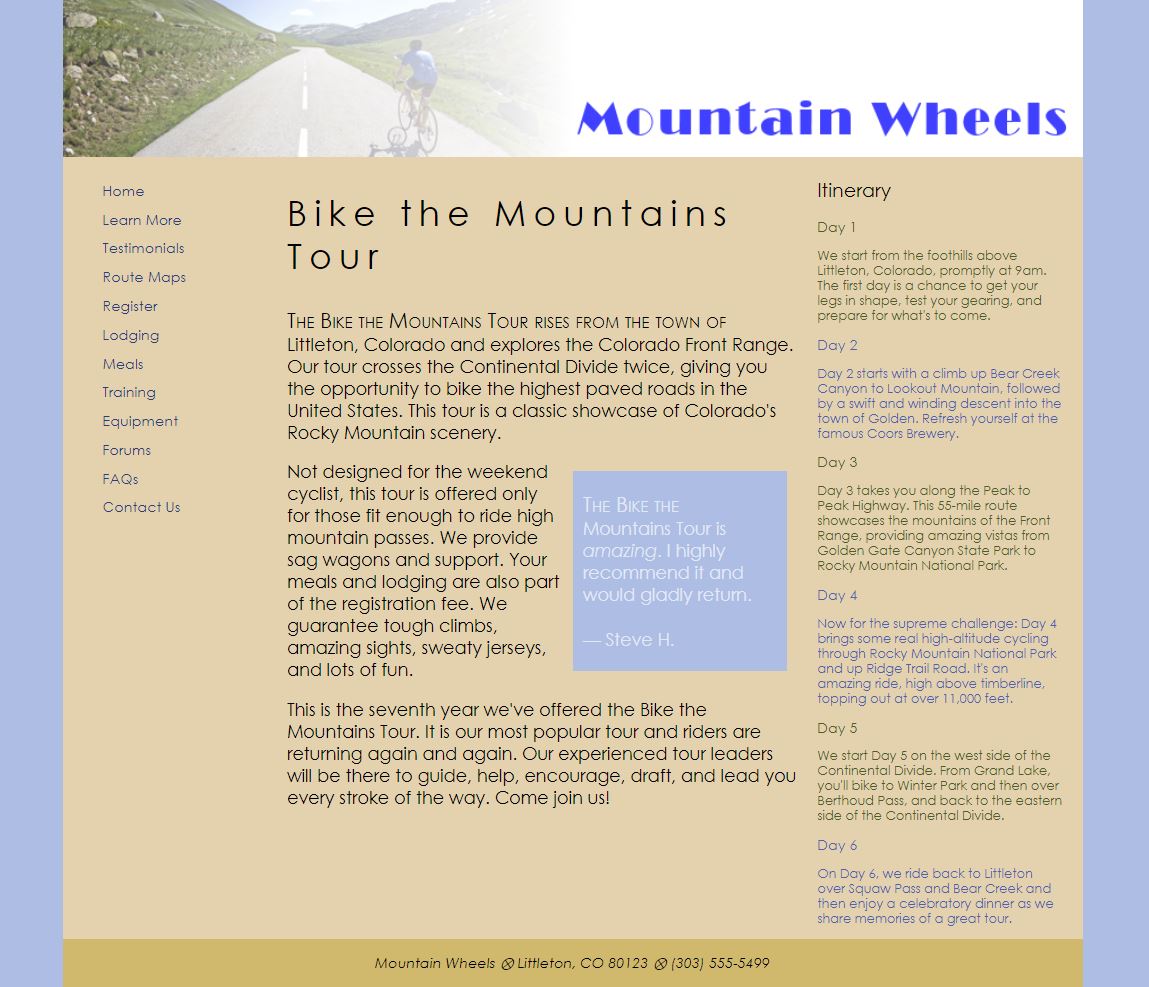 Mountain Wheels
Home
Learn More
Testimonials
Route Maps
Register
Lodging
Meals
Training
Equipment
Forums
FAQs
Contact Us
Bike the Mountains
Tour
The Bike the Mountains Tour rises from the town of
Littleton, Colorado and explores the Colorado Front Range.
Our tour crosses the Continental Divide twice, giving you
the opportunity to bike the highest paved roads in the
United States. This tour is a classic showcase of Colorado's
Rocky Mountain scenery.
Not designed for the weekend
cyclist, this tour is offered only
for those fit enough to ride high
mountain passes. We provide
sag wagons and support. Your
meals and lodging are also part
of the registration fee. We
guarantee tough climbs,
amazing sights, sweaty jerseys,
and lots of fun.
The Bike the
Mountains Tour is
amazing. I highly
recommend it and
would gladly return.
— Steve H.
This is the seventh year we've offered the Bike the
Mountains Tour. It is our most popular tour and riders are
returning again and again. Our experienced tour leaders
will be there to guide, help, encourage, draft, and lead you
every stroke of the way. Come join us!
Itinerary
Day 1
We start from the foothills above
Littleton, Colorado, promptly at 9am.
The first day is a chance to get your
legs in shape, test your gearing, and
prepare for what's to come.
Day 2
Day 2 starts with a climb up Bear Creek
Canyon to Lookout Mountain, followed
by a swift and winding descent into the
town of Golden. Refresh yourself at the
famous Coors Brewery.
Day 3
Day 3 takes you along the Peak to
Peak Highway. This 55-mile route
showcases the mountains of the Front
Range, providing amazing vistas from
Golden Gate Canyon State Park to
Rocky Mountain National Park.
Day 4
Now for the supreme challenge: Day 4
brings some real high-altitude cycling
through Rocky Mountain National Park
and up Ridge Trail Road. It's an
amazing ride, high above timberline,
topping out at over 11,000 feet.
Day 5
We start Day 5 on the west side of the
Continental Divide. From Grand Lake,
you'll bike to Winter Park and then over
Berthoud Pass, and back to the eastern
side of the Continental Divide.
Day 6
On Day 6, we ride back to Littleton
over Squaw Pass and Bear Creek and
then enjoy a celebratory dinner as we
share memories of a great tour.
Mountain Wheels ⊗ Littleton, CO 80123 ⊗ (303) 555-5499